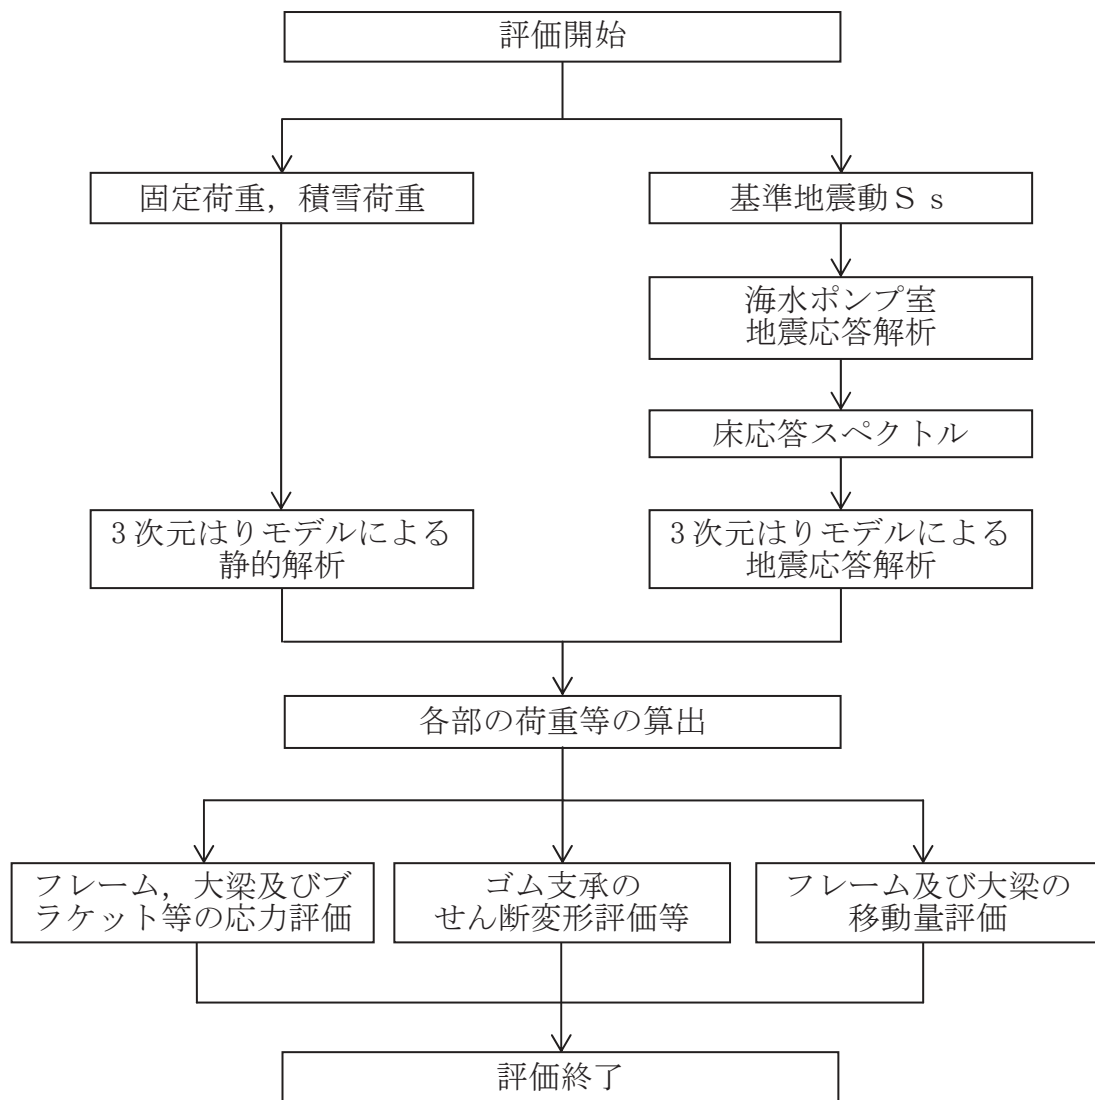 評価開始
固定荷重，積雪荷重
基準地震動Ｓｓ
海水ポンプ室
地震応答解析
床応答スペクトル
3次元はりモデルによる
静的解析
3次元はりモデルによる
地震応答解析
各部の荷重等の算出
フレーム，大梁及びブ
ラケット等の応力評価
ゴム支承の
せん断変形評価等
フレーム及び大梁の
移動量評価
評価終了